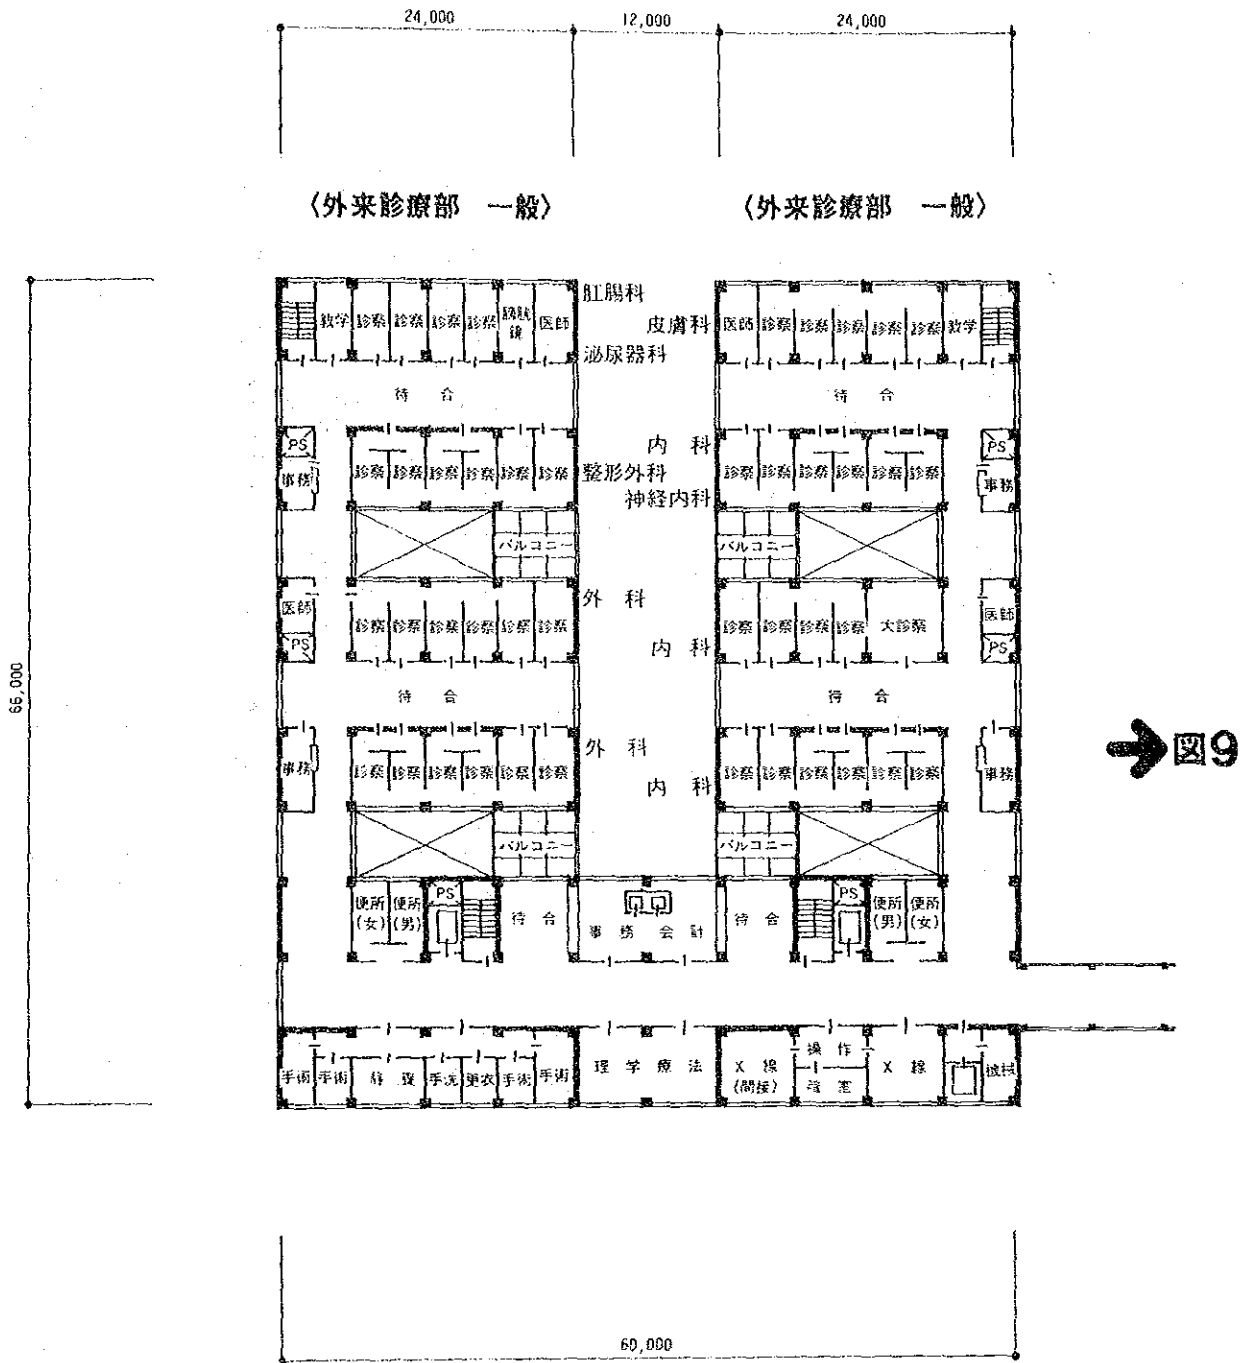 24,000 12,000 24,000
〈外来診療部 一般〉 〈外来診療部 一般〉
肛腸科
教学 診察 診察 診察 診察 膀胱鏡 医師 皮膚科 医師 診察 診察 診察 診察 診察 教学
泌尿器科
待合 待合
PS 内科 PS
診察 診察 診察 診察 診察 診察 整形外科 診察 診察 診察 診察 診察 診察
事務 神経内科 事務
バルコニー バルコニー
医師 外科 医師
診察 診察 診察 診察 診察 診察 診察 診察 診察 診察 大診察
PS 内科 PS
66,000
待合 待合
外科
図9
事務 診察 診察 診察 診察 診察 診察 内科 診察 診察 診察 診察 診察 診察 事務
バルコニー バルコニー
PS PS
便所(女) 便所(男) 待合 事務会計 待合 便所(男) 便所(女)
操作
手術 手術 手洗 更衣 手術 手術 理学療法 X線(間接) X線 機械
60,000